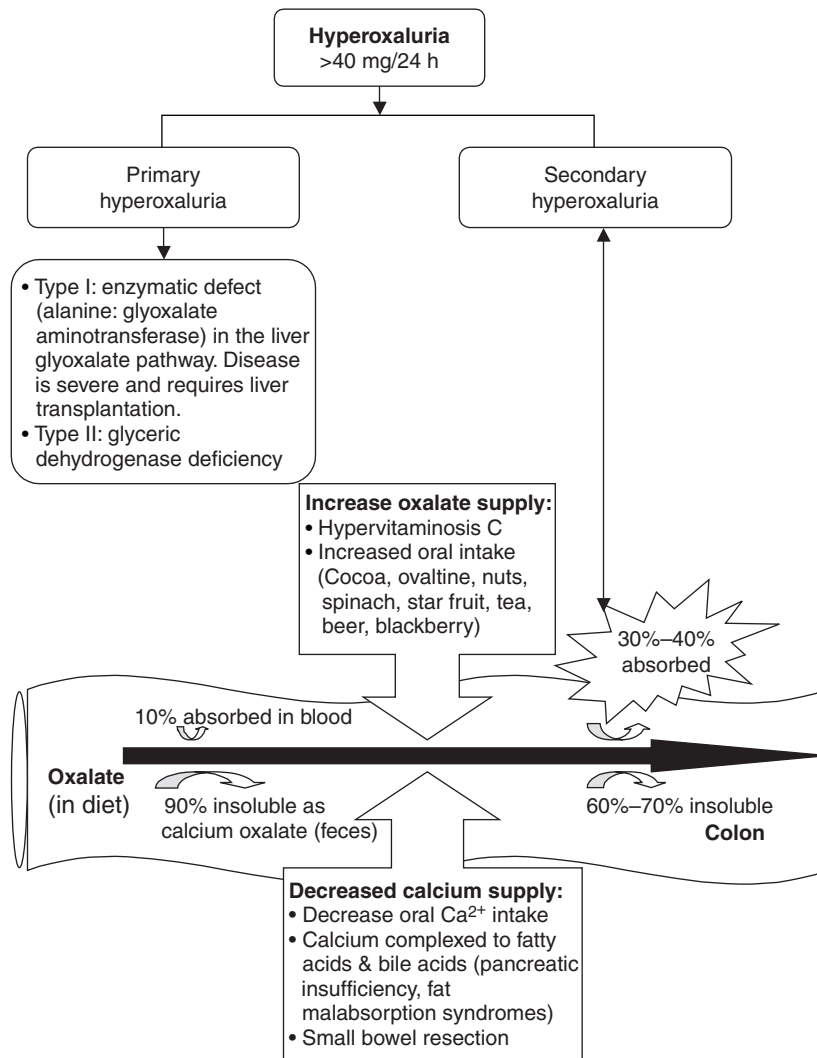 Hyperoxaluria
>40 mg/24 h
Primary
hyperoxaluria
Secondary
hyperoxaluria
• Type I: enzymatic defect
(alanine: glyoxalate
aminotransferase) in the liver
glyoxalate pathway. Disease
is severe and requires liver
transplantation.
• Type II: glyceric
dehydrogenase deficiency
Increase oxalate supply:
• Hypervitaminosis C
• Increased oral intake
(Cocoa, ovaltine, nuts,
spinach, star fruit, tea,
beer, blackberry)
30%–40%
absorbed
10% absorbed in blood
Oxalate
(in diet)
90% insoluble as
calcium oxalate (feces)
60%–70% insoluble
Colon
Decreased calcium supply:
• Decrease oral Ca²⁺ intake
• Calcium complexed to fatty
acids & bile acids (pancreatic
insufficiency, fat
malabsorption syndromes)
• Small bowel resection